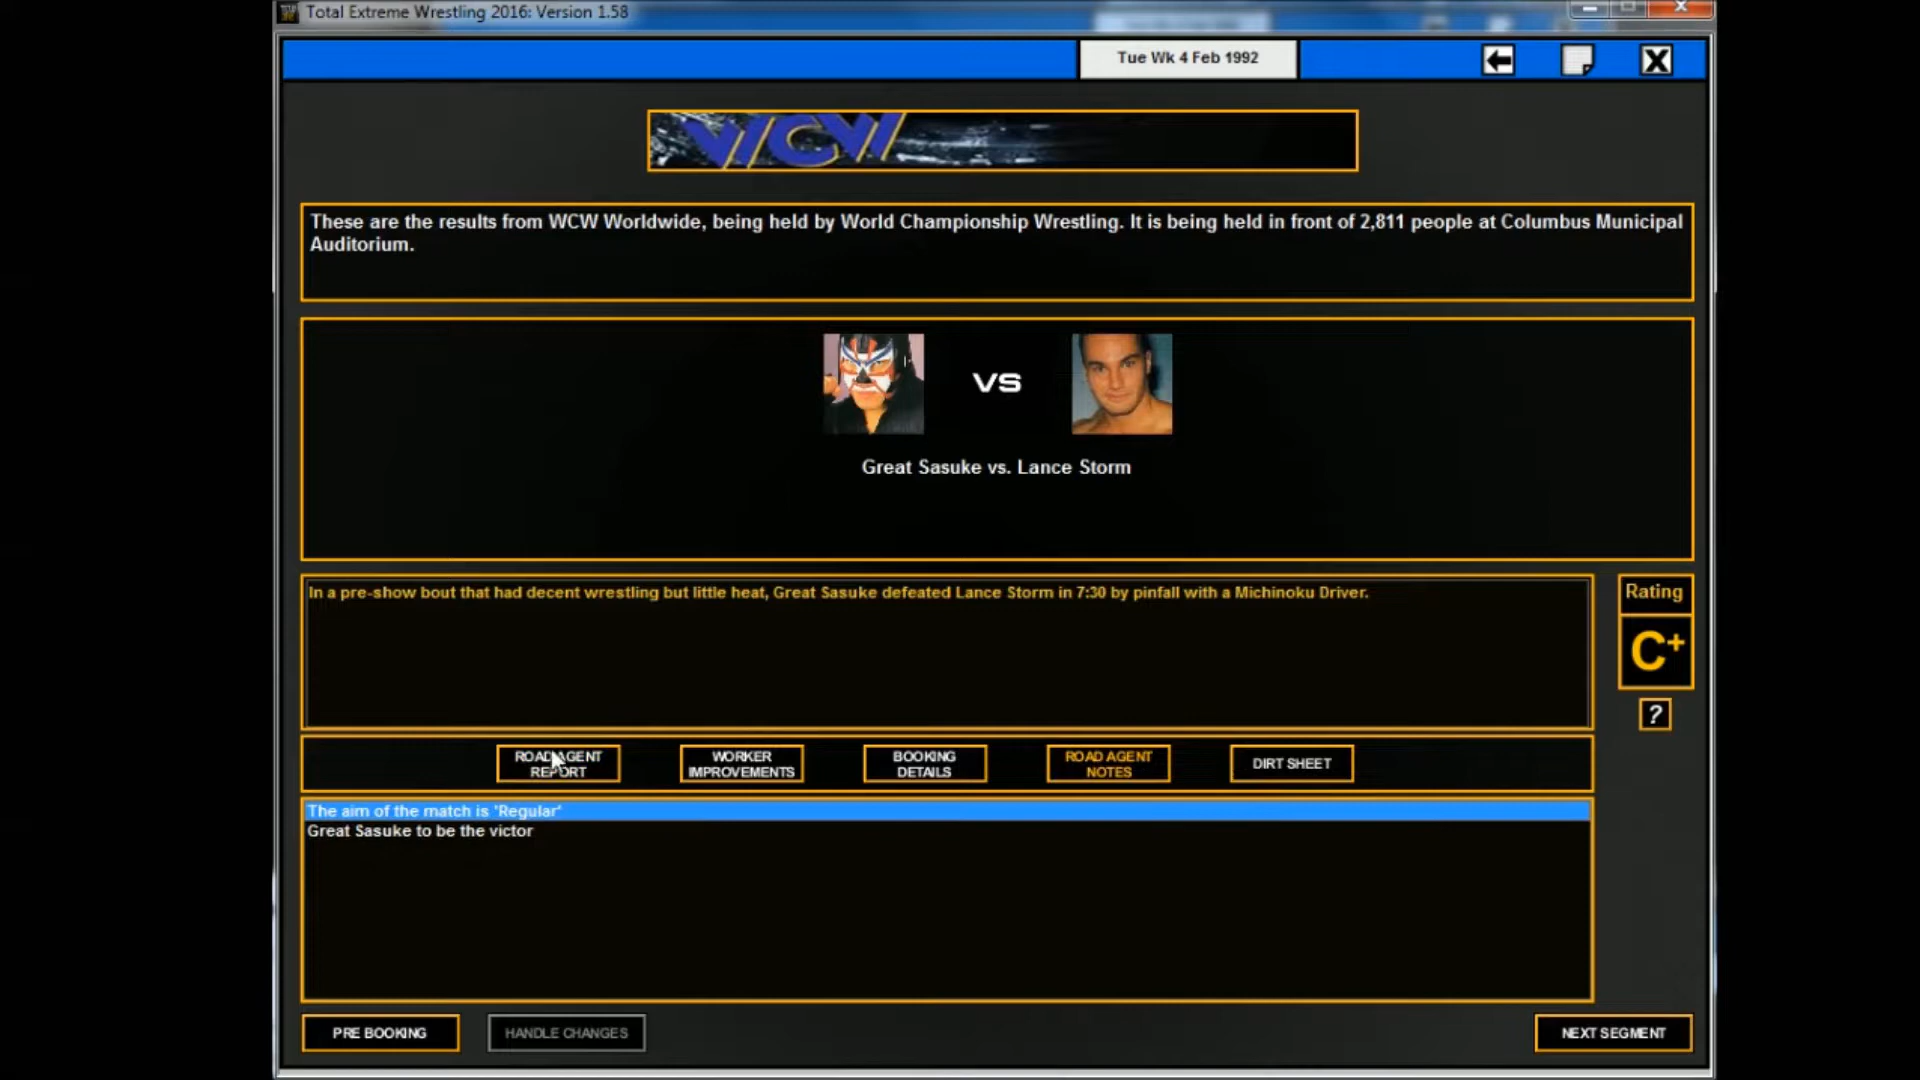 Total Extreme Wrestling 2016: Version 1.58
Tue Wk 4 Feb 1992
WCW
These are the results from WCW Worldwide, being held by World Championship Wrestling. It is being held in front of 2,811 people at Columbus Municipal
Auditorium.
VS
Great Sasuke vs. Lance Storm
In a pre-show bout that had decent wrestling but little heat, Great Sasuke defeated Lance Storm in 7:30 by pinfall with a Michinoku Driver.
Rating
C+
?
ROAD AGENT
REPORT
WORKER
IMPROVEMENTS
BOOKING
DETAILS
ROAD AGENT
NOTES
DIRT SHEET
The aim of the match is 'Regular'
Great Sasuke to be the victor
PRE BOOKING
HANDLE CHANGES
NEXT SEGMENT